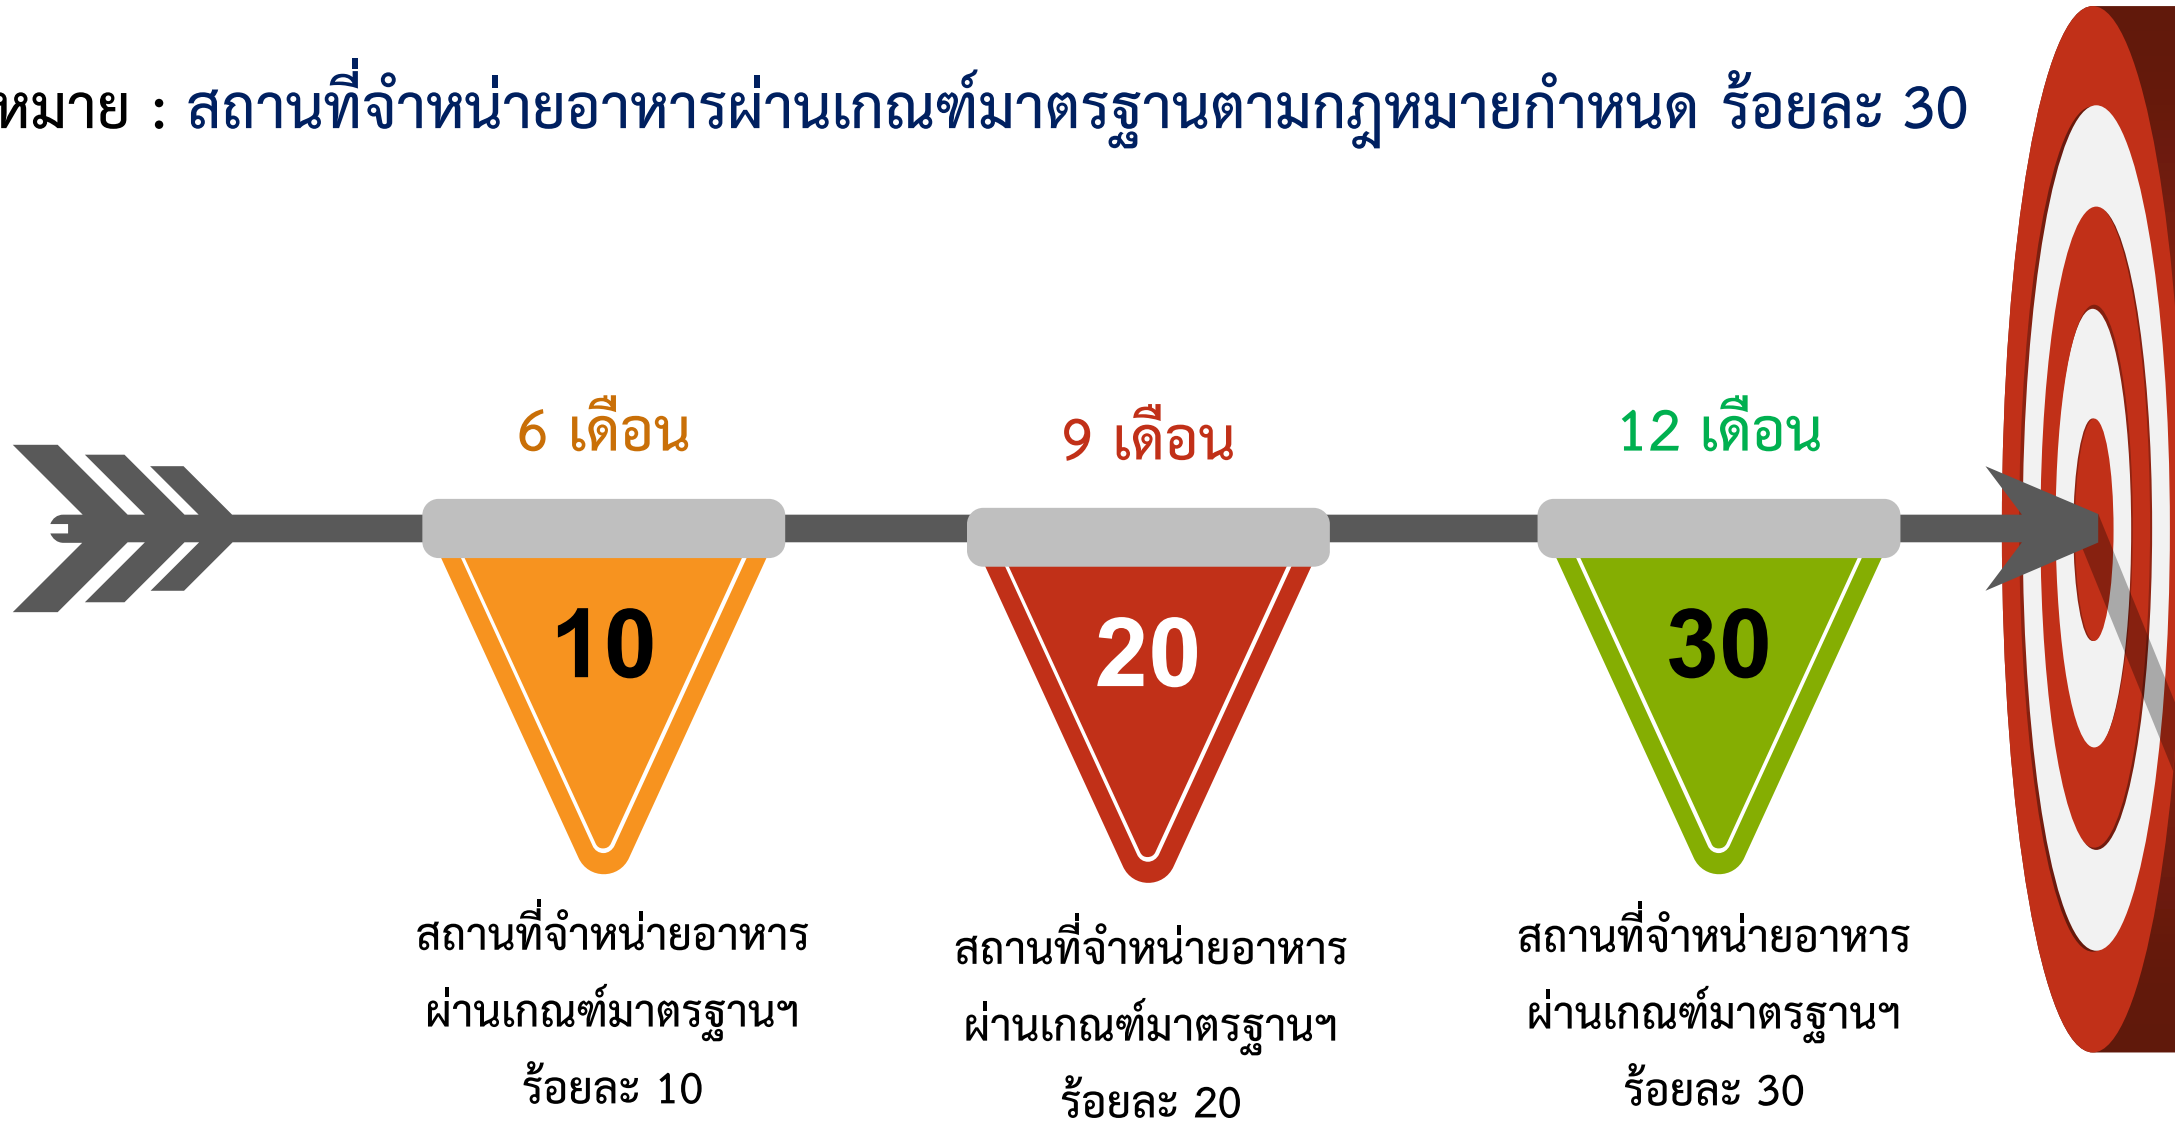 หมาย : สถานที่จำหน่ายอาหารผ่านเกณฑ์มาตรฐานตามกฎหมายกำหนด ร้อยละ 30
6 เดือน
9 เดือน
12 เดือน
10
20
30
สถานที่จำหน่ายอาหาร
ผ่านเกณฑ์มาตรฐานฯ
ร้อยละ 10
สถานที่จำหน่ายอาหาร
ผ่านเกณฑ์มาตรฐานฯ
ร้อยละ 20
สถานที่จำหน่ายอาหาร
ผ่านเกณฑ์มาตรฐานฯ
ร้อยละ 30